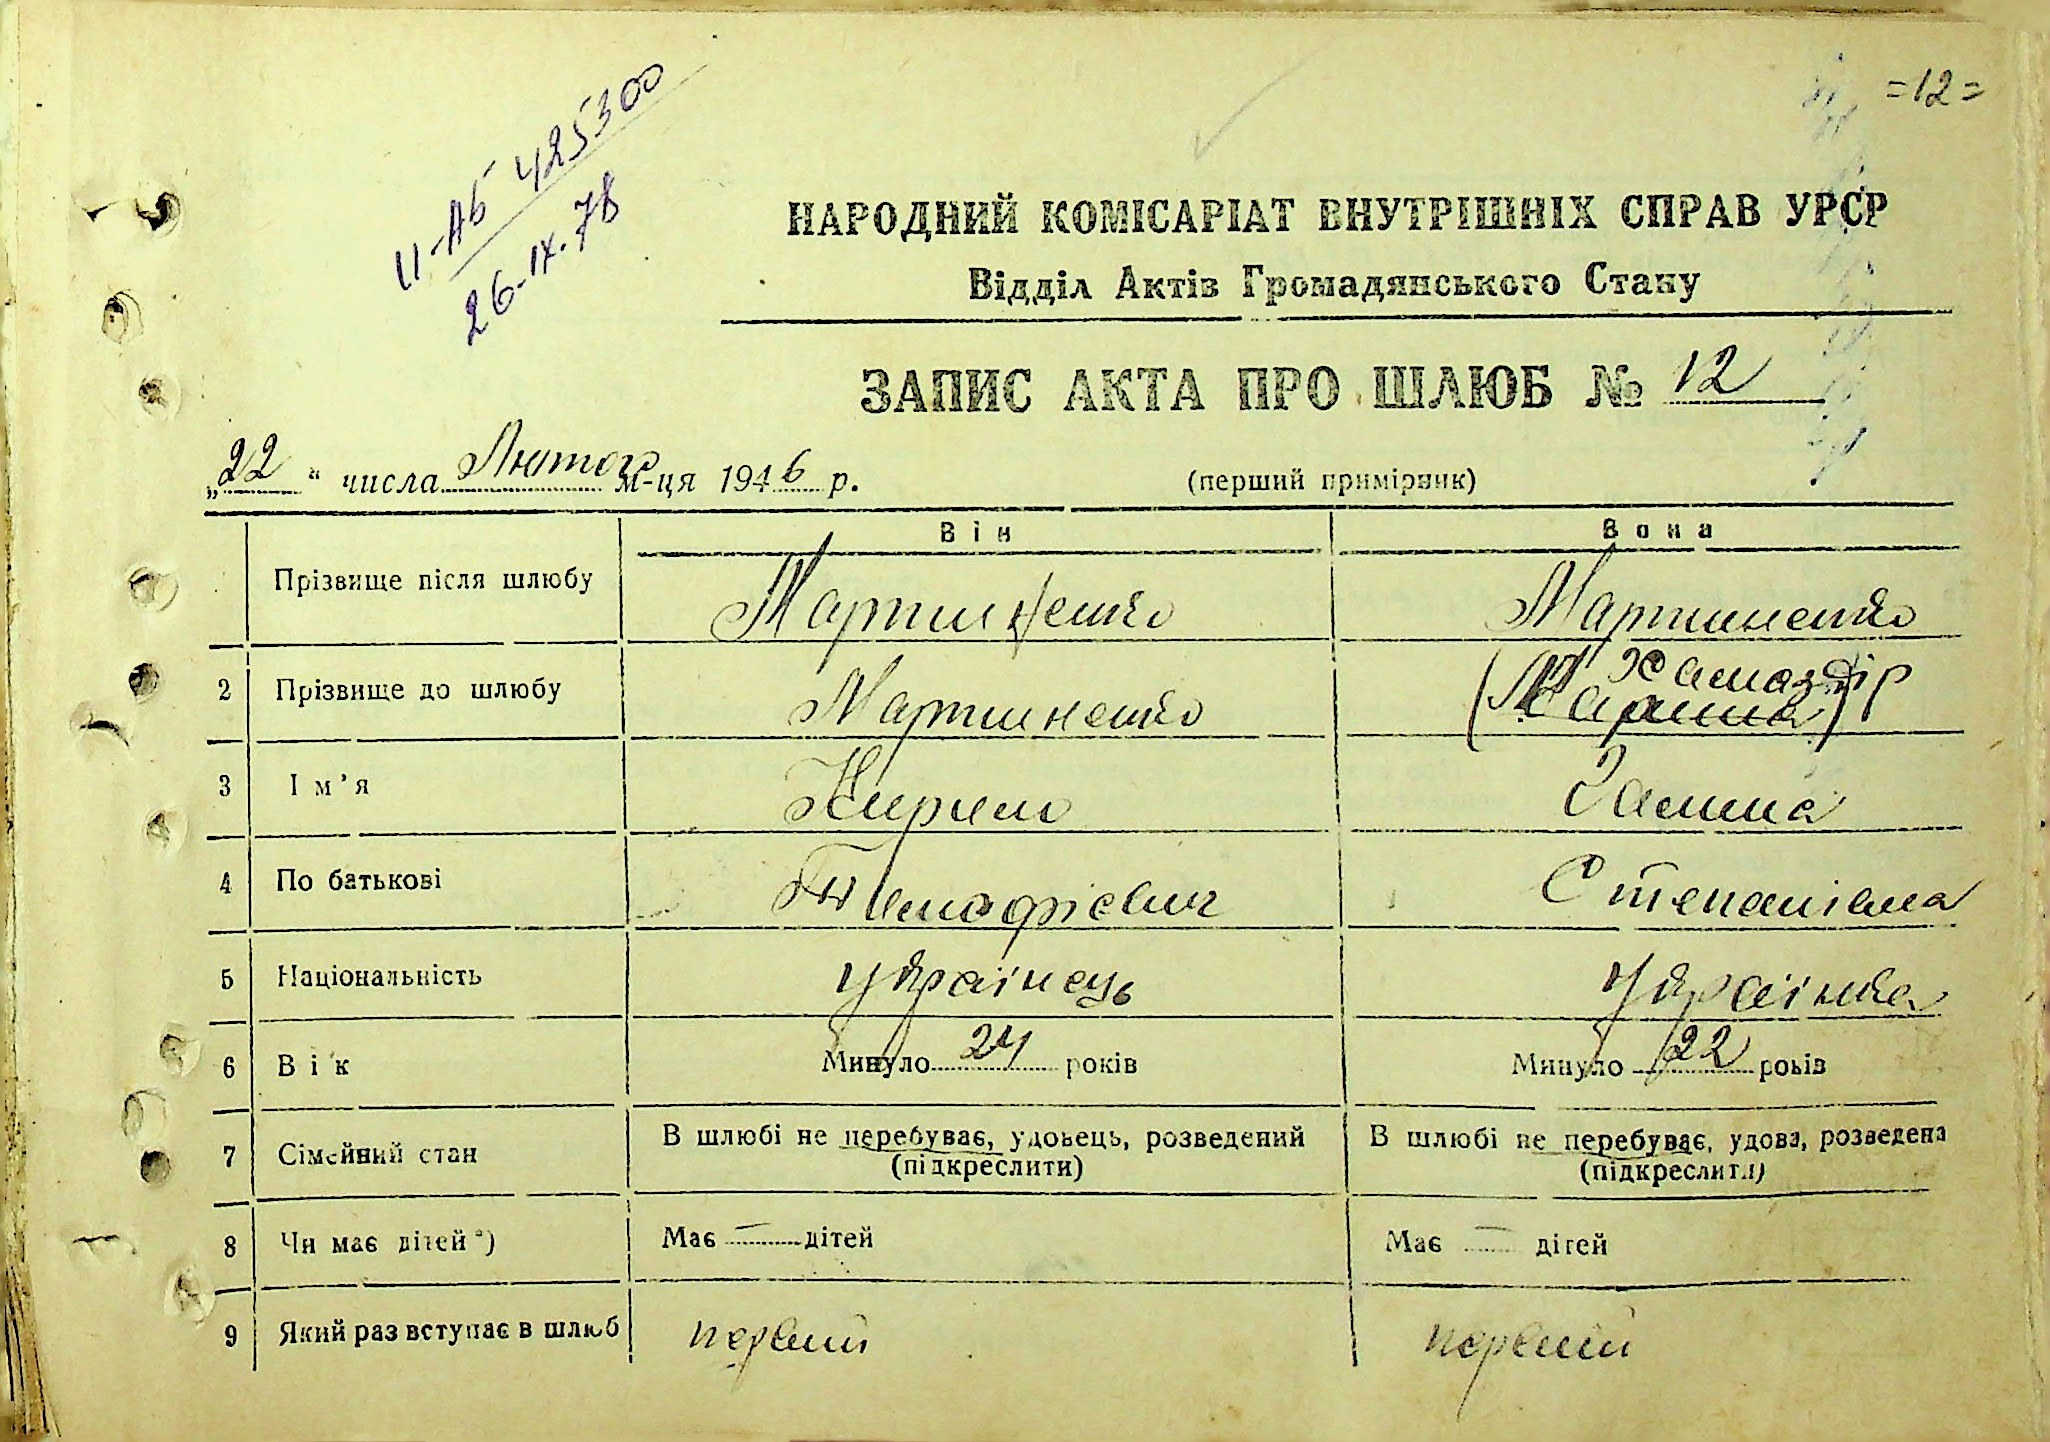 =12=
II-АБ 425300
26-IX-78
НАРОДНИЙ КОМІСАРІАТ ВНУТРІШНІХ СПРАВ УРСР
Відділ Актів Громадянського Стану
ЗАПИС АКТА ПРО ШЛЮБ № 12
„22" числа Лютого м-ця 1946 р. (перший примірник)
Він Вона
Прізвище після шлюбу Мартиненко Мартиненко
2 Прізвище до шлюбу Мартиненко
3 Ім'я Кирило Галина
4 По батькові Степанівна
5 Національність українець Українка
6 Вік Минуло 24 років Минуло 22 років
7 Сімейний стан В шлюбі не перебуває, удовець, розведений В шлюбі не перебуває, удова, розведена
(підкреслити) (підкреслити)
8 Чи має дітей*) Має — дітей Має — дітей
9 Який раз вступає в шлюб первий первий